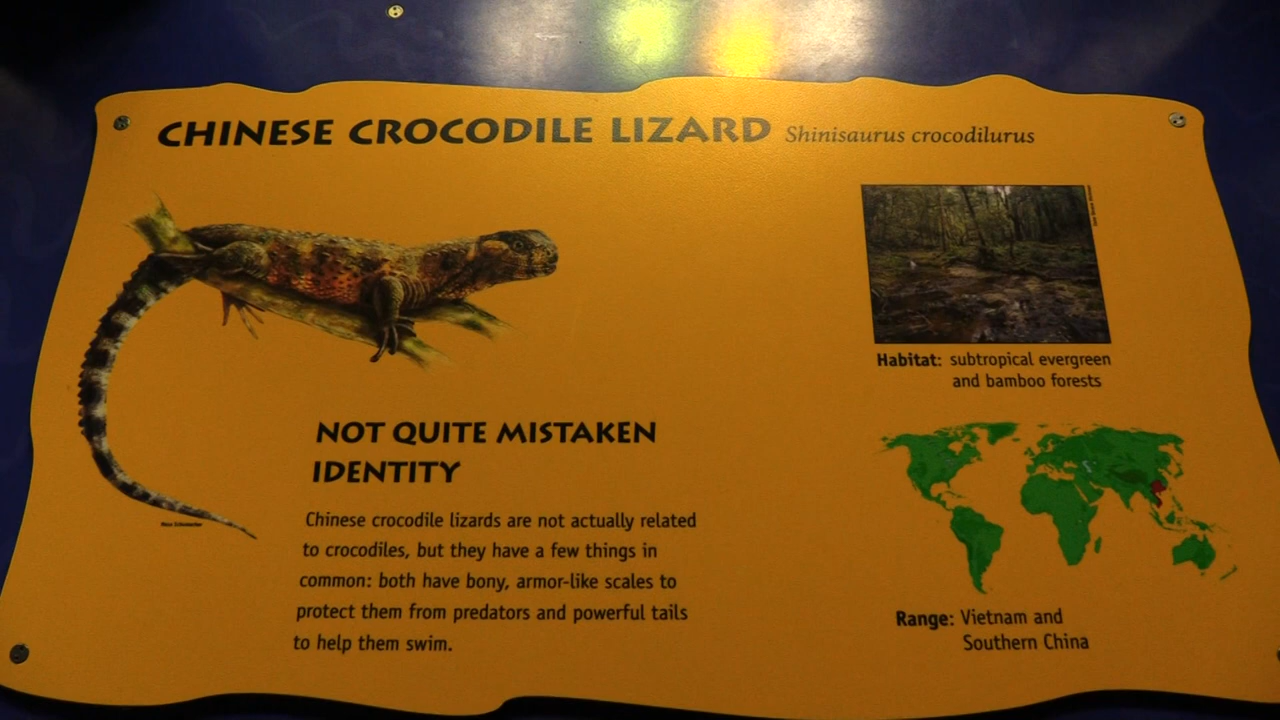 CHINESE CROCODILE LIZARD Shinisaurus crocodilurus
Habitat: subtropical evergreen
and bamboo forests
NOT QUITE MISTAKEN
IDENTITY
Chinese crocodile lizards are not actually related
to crocodiles, but they have a few things in
common: both have bony, armor-like scales to
protect them from predators and powerful tails
to help them swim.
Range: Vietnam and
Southern China